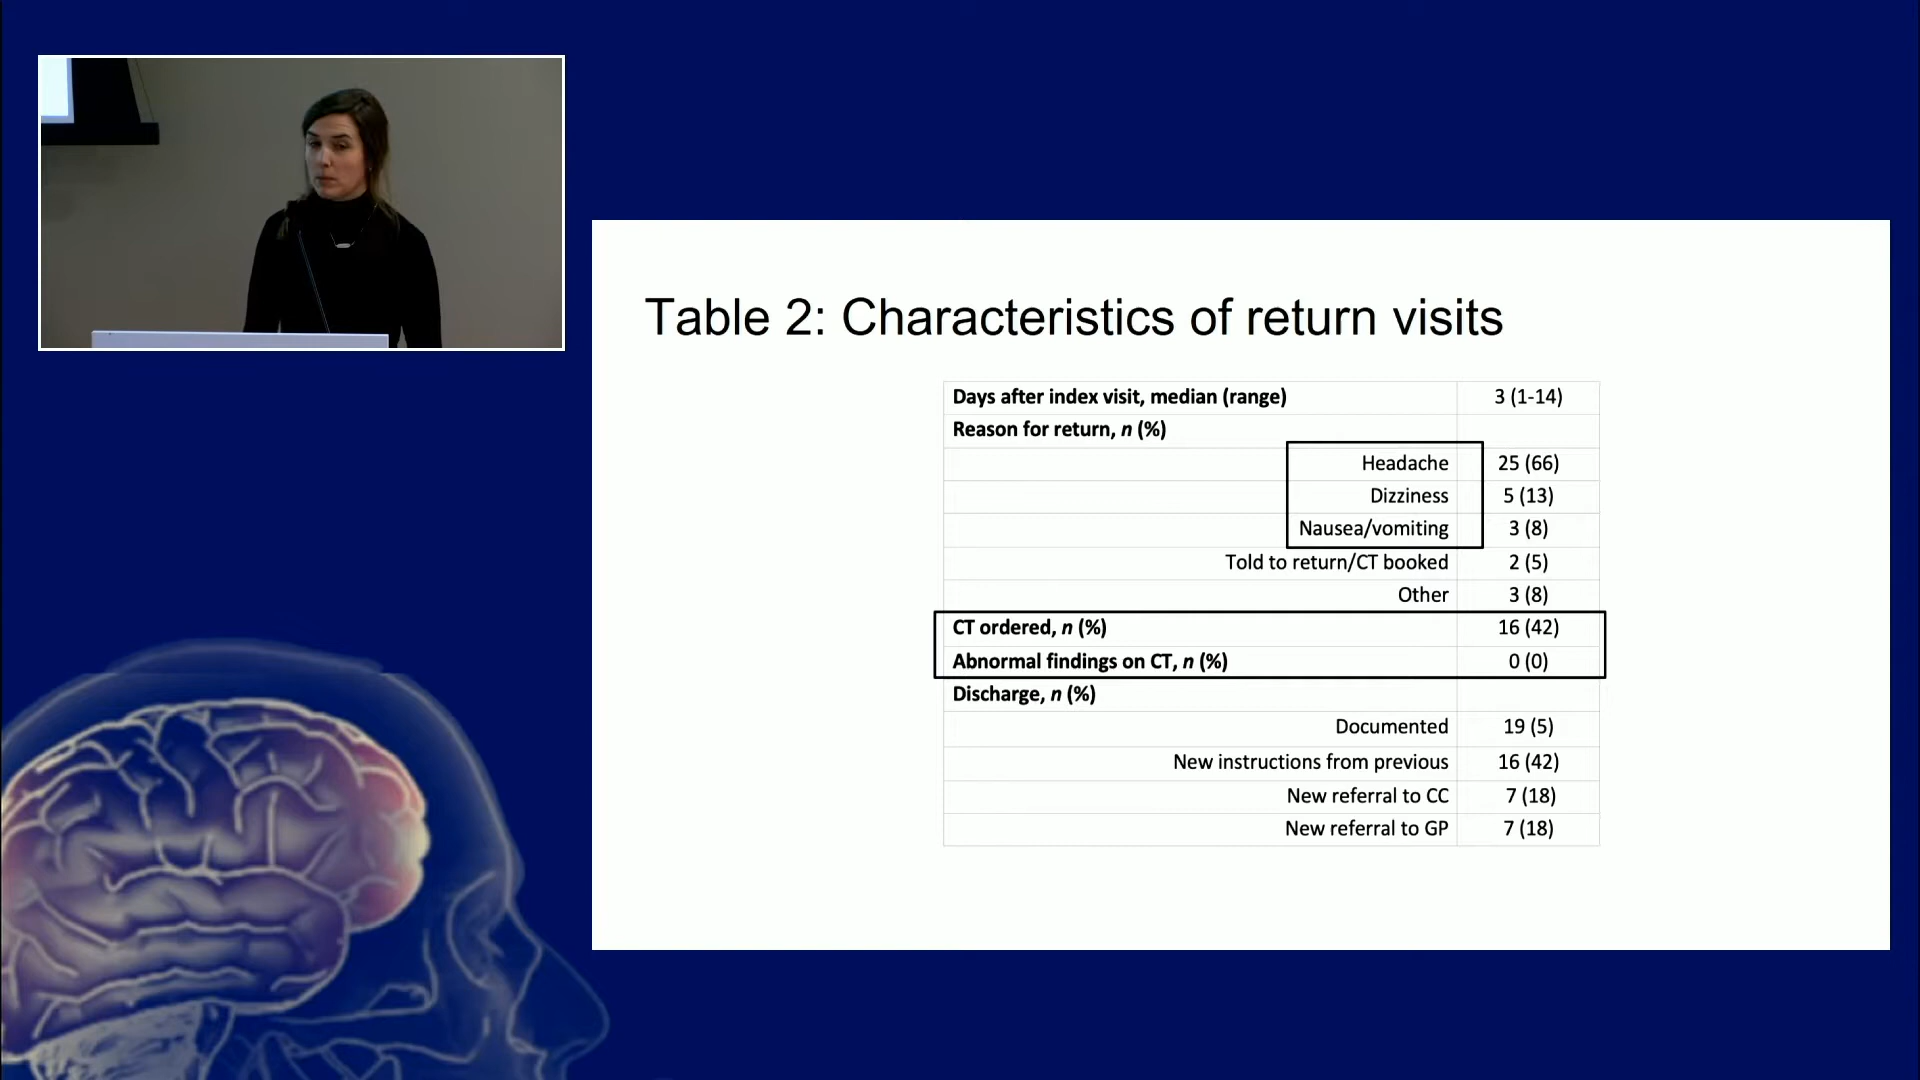 Table 2: Characteristics of return visits
Days after index visit, median (range) 3 (1-14)
Reason for return, n (%)
Headache 25 (66)
Dizziness 5 (13)
Nausea/vomiting 3 (8)
Told to return/CT booked 2 (5)
Other 3 (8)
CT ordered, n (%) 16 (42)
Abnormal findings on CT, n (%) 0 (0)
Discharge, n (%)
Documented 19 (5)
New instructions from previous 16 (42)
New referral to CC 7 (18)
New referral to GP 7 (18)